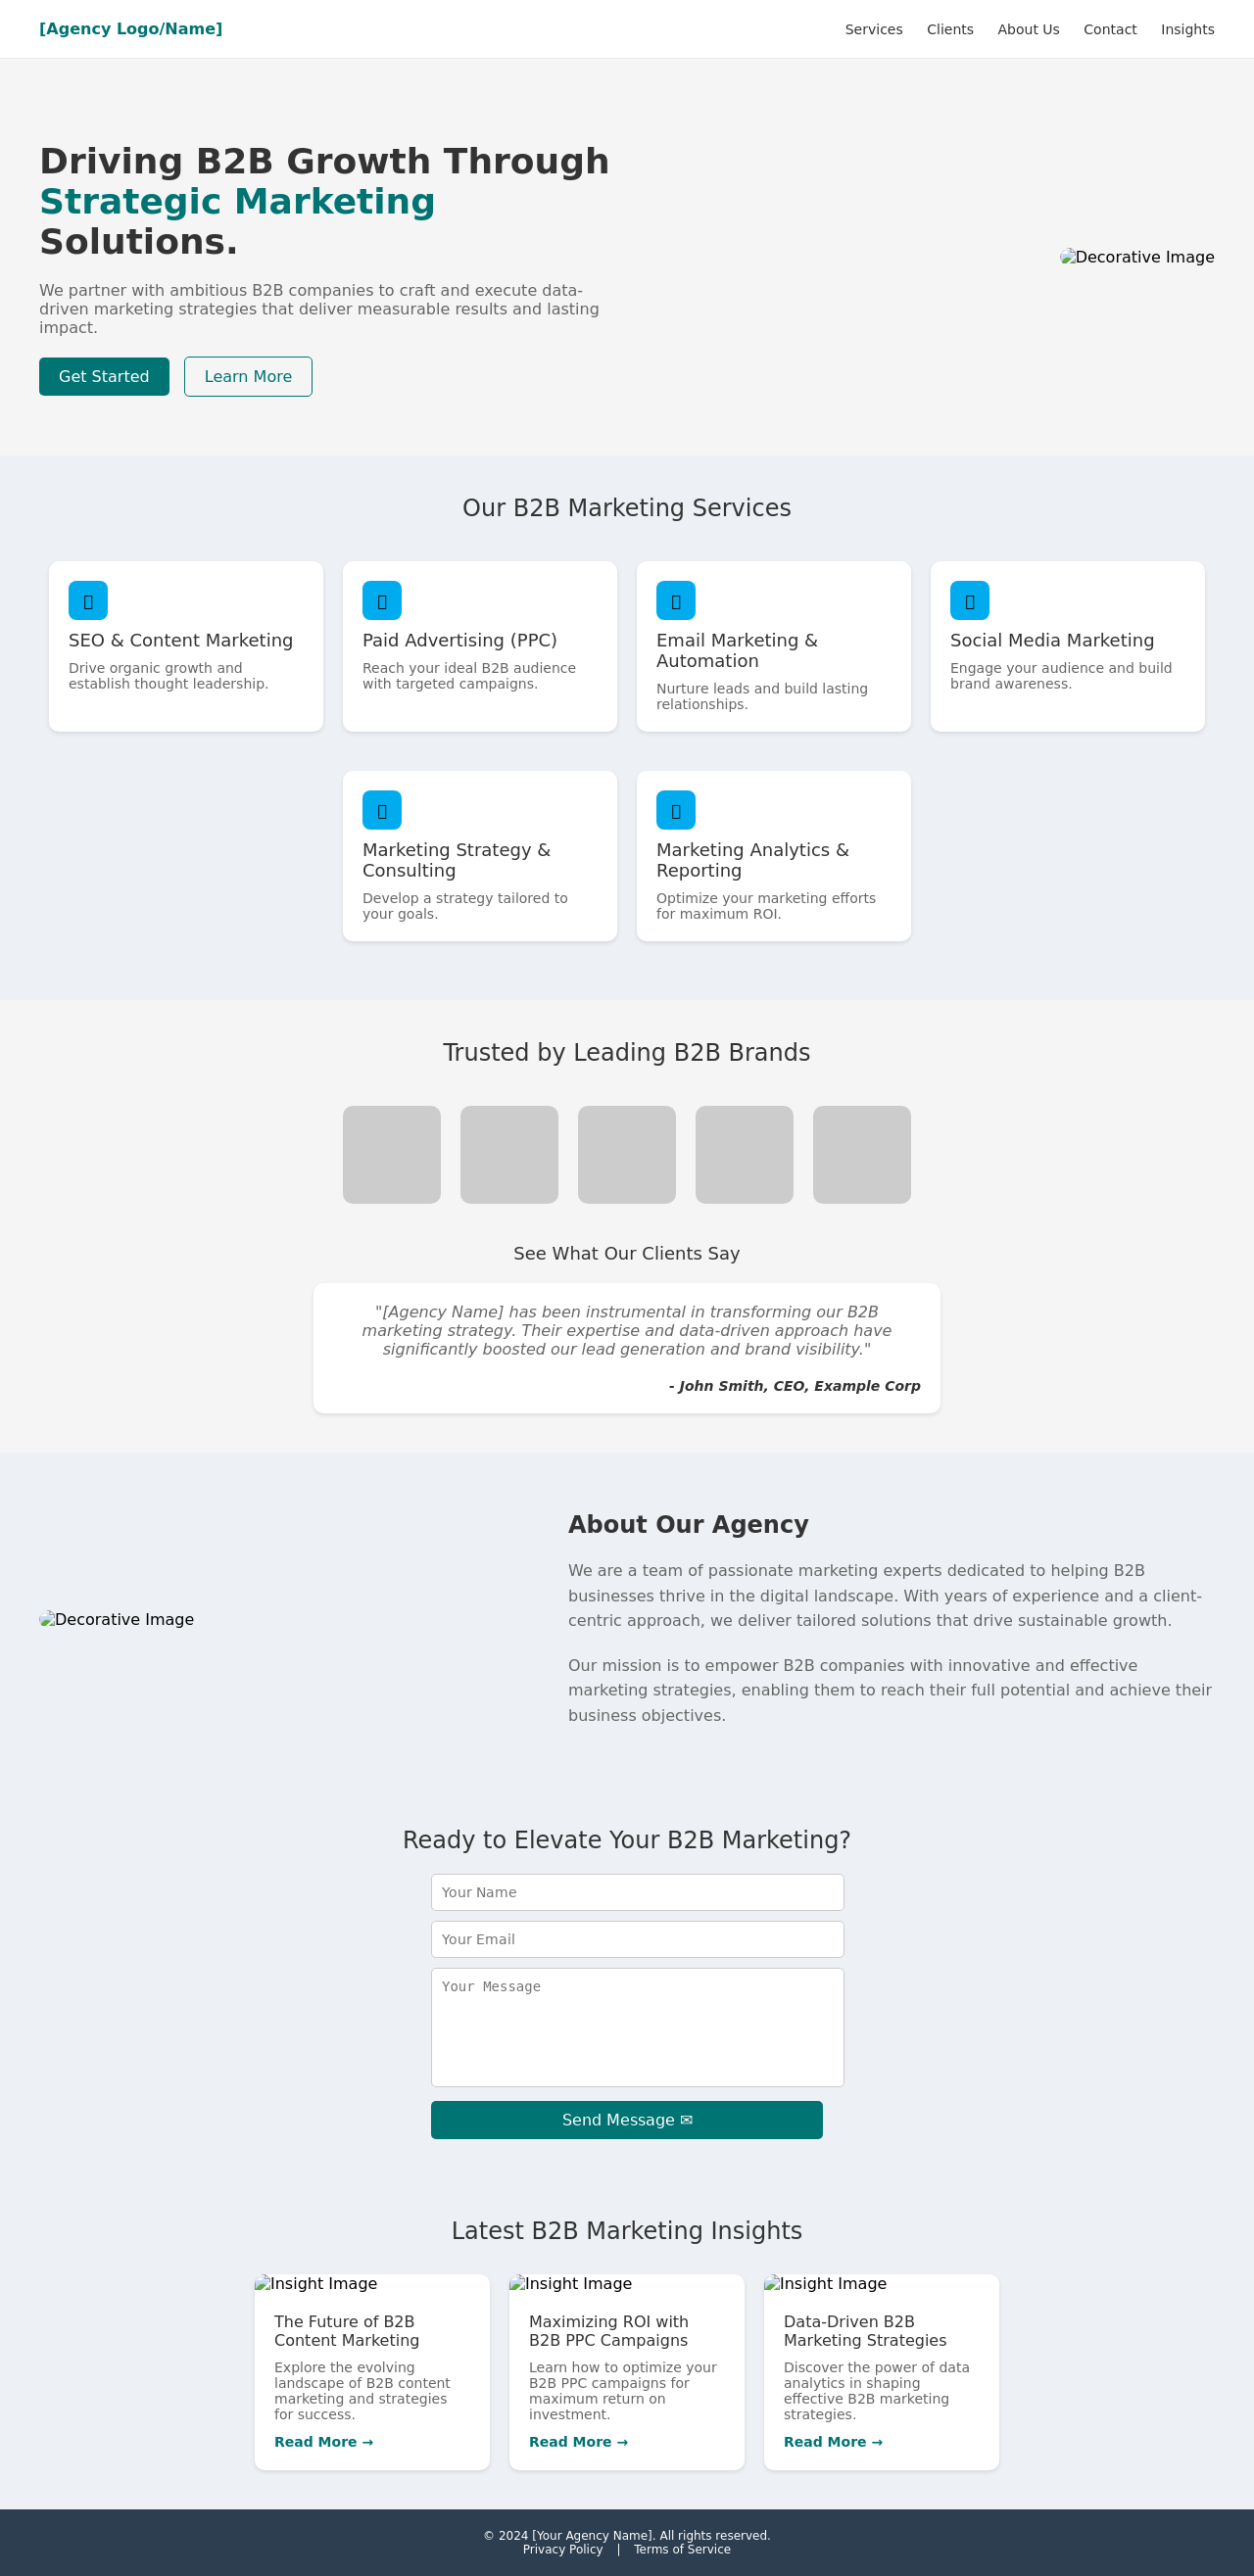 [Agency Logo/Name]
Services Clients About Us Contact Insights
Driving B2B Growth Through
Strategic Marketing
Solutions.
We partner with ambitious B2B companies to craft and execute data-
driven marketing strategies that deliver measurable results and lasting
impact.
Get Started Learn More
Decorative Image
Our B2B Marketing Services
SEO & Content Marketing
Drive organic growth and
establish thought leadership.
Paid Advertising (PPC)
Reach your ideal B2B audience
with targeted campaigns.
Email Marketing &
Automation
Nurture leads and build lasting
relationships.
Social Media Marketing
Engage your audience and build
brand awareness.
Marketing Strategy &
Consulting
Develop a strategy tailored to
your goals.
Marketing Analytics &
Reporting
Optimize your marketing efforts
for maximum ROI.
Trusted by Leading B2B Brands
See What Our Clients Say
"[Agency Name] has been instrumental in transforming our B2B
marketing strategy. Their expertise and data-driven approach have
significantly boosted our lead generation and brand visibility."
- John Smith, CEO, Example Corp
Decorative Image
About Our Agency
We are a team of passionate marketing experts dedicated to helping B2B
businesses thrive in the digital landscape. With years of experience and a client-
centric approach, we deliver tailored solutions that drive sustainable growth.
Our mission is to empower B2B companies with innovative and effective
marketing strategies, enabling them to reach their full potential and achieve their
business objectives.
Ready to Elevate Your B2B Marketing?
Your Name
Your Email
Your Message
Send Message ✉
Latest B2B Marketing Insights
Insight Image
The Future of B2B
Content Marketing
Explore the evolving
landscape of B2B content
marketing and strategies
for success.
Read More →
Insight Image
Maximizing ROI with
B2B PPC Campaigns
Learn how to optimize your
B2B PPC campaigns for
maximum return on
investment.
Read More →
Insight Image
Data-Driven B2B
Marketing Strategies
Discover the power of data
analytics in shaping
effective B2B marketing
strategies.
Read More →
© 2024 [Your Agency Name]. All rights reserved.
Privacy Policy | Terms of Service